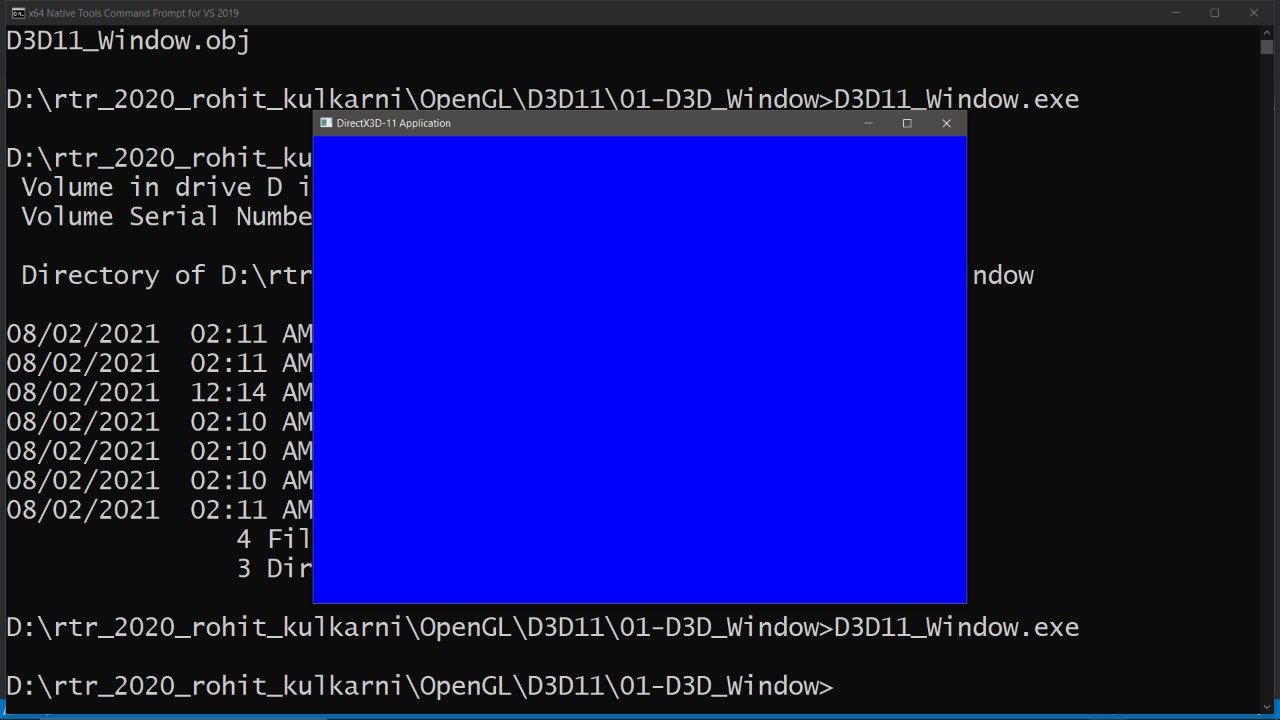 x64 Native Tools Command Prompt for VS 2019
D3D11_Window.obj
D:\rtr_2020_rohit_kulkarni\OpenGL\D3D11\01-D3D_Window>D3D11_Window.exe
DirectX3D-11 Application
D:\rtr_2020_rohit_ku
Volume in drive D i
Volume Serial Numbe
Directory of D:\rtr ndow
08/02/2021 02:11 AM
08/02/2021 02:11 AM
08/02/2021 12:14 AM
08/02/2021 02:10 AM
08/02/2021 02:10 AM
08/02/2021 02:10 AM
08/02/2021 02:11 AM
4 Fil
3 Dir
D:\rtr_2020_rohit_kulkarni\OpenGL\D3D11\01-D3D_Window>D3D11_Window.exe
D:\rtr_2020_rohit_kulkarni\OpenGL\D3D11\01-D3D_Window>